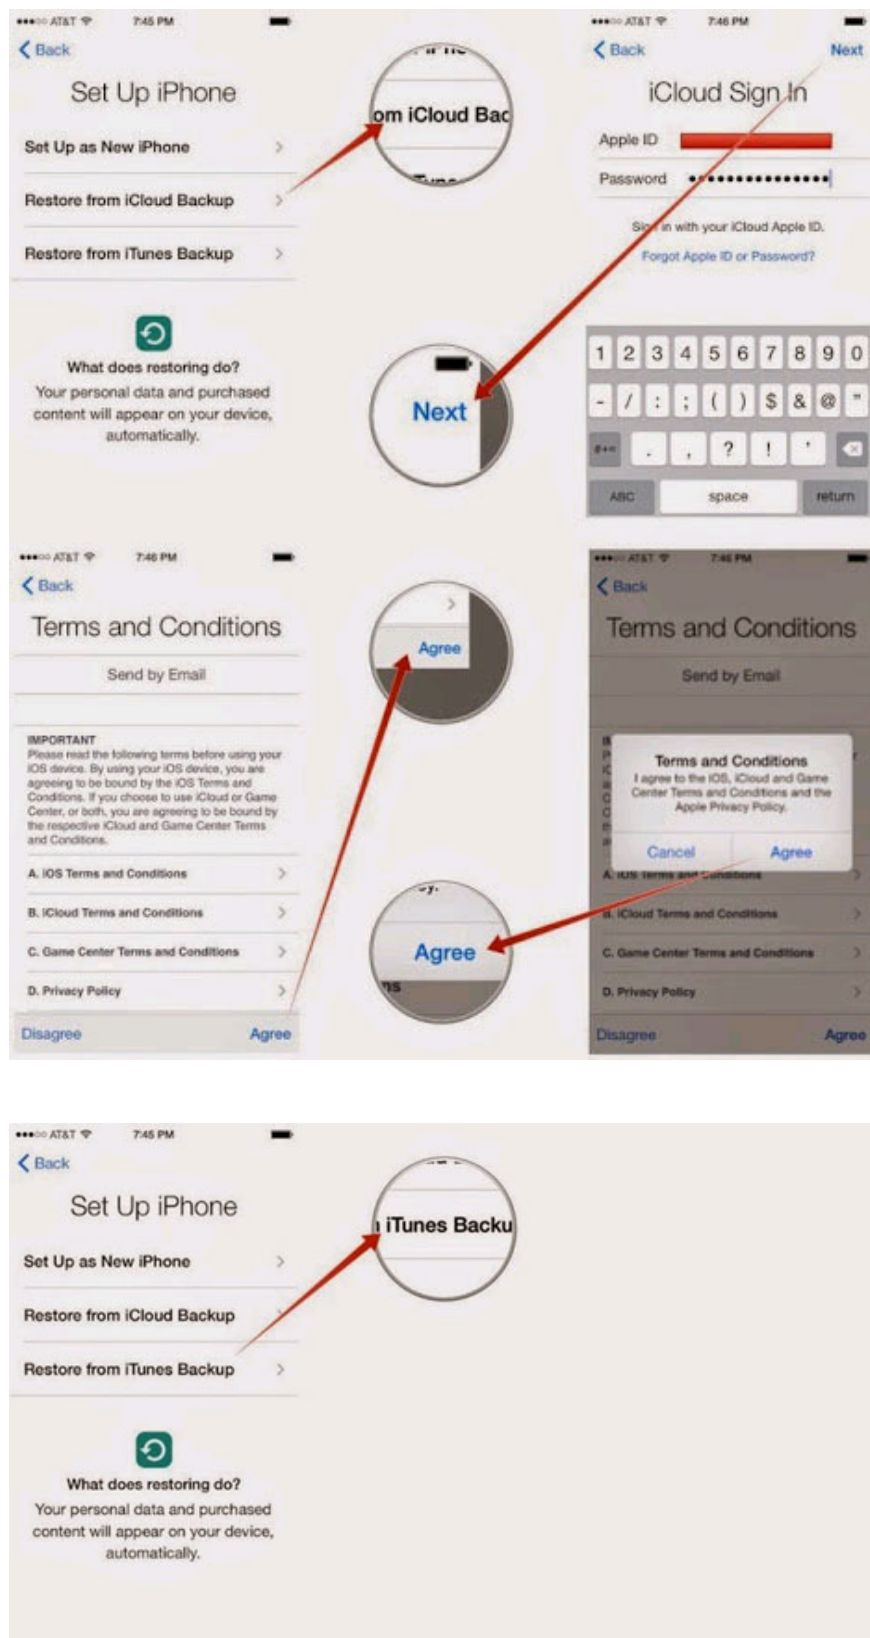 AT&T 7:45 PM
Back
Set Up iPhone
Set Up as New iPhone
Restore from iCloud Backup
Restore from iTunes Backup
What does restoring do?
Your personal data and purchased
content will appear on your device,
automatically.
om iCloud Bac
AT&T 7:46 PM
Back
Next
iCloud Sign In
Apple ID
Password
Sign in with your iCloud Apple ID.
Forgot Apple ID or Password?
1 2 3 4 5 6 7 8 9 0
- / : ; ( ) $ & @ "
#+= . , ? ! '
ABC space return
Next
AT&T 7:46 PM
Back
Terms and Conditions
Send by Email
IMPORTANT
Please read the following terms before using your
iOS device. By using your iOS device, you are
agreeing to be bound by the iOS Terms and
Conditions. If you choose to use iCloud or Game
Center, or both, you are agreeing to be bound by
the respective iCloud and Game Center Terms
and Conditions.
A. iOS Terms and Conditions
B. iCloud Terms and Conditions
C. Game Center Terms and Conditions
D. Privacy Policy
Disagree Agree
Agree
AT&T 7:46 PM
Back
Terms and Conditions
Send by Email
Terms and Conditions
I agree to the iOS, iCloud and Game
Center Terms and Conditions and the
Apple Privacy Policy.
Cancel Agree
A. iOS Terms and Conditions
B. iCloud Terms and Conditions
C. Game Center Terms and Conditions
D. Privacy Policy
Disagree Agree
cy.
Agree
ns
AT&T 7:45 PM
Back
Set Up iPhone
Set Up as New iPhone
Restore from iCloud Backup
Restore from iTunes Backup
What does restoring do?
Your personal data and purchased
content will appear on your device,
automatically.
iTunes Backu